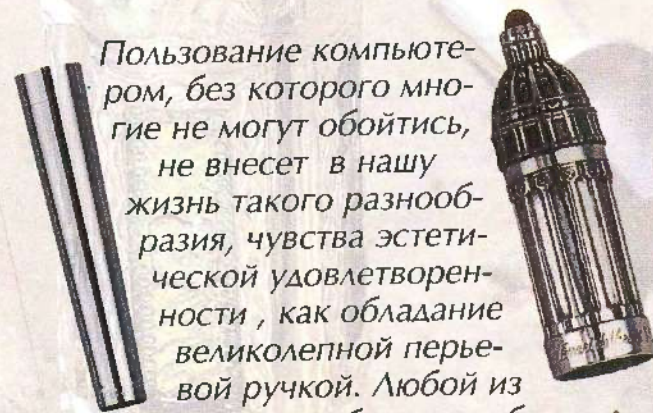 Пользование компьюте-
ром, без которого мно-
гие не могут обойтись,
не внесет в нашу
жизнь такого разнооб-
разия, чувства эстети-
ческой удовлетворен-
ности , как обладание
великолепной перье-
вой ручкой. Любой из